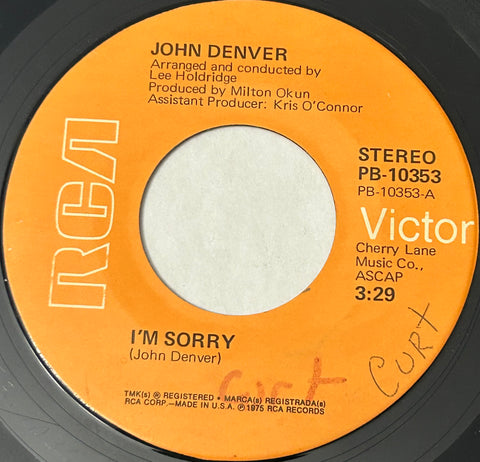 JOHN DENVER
Arranged and conducted by
Lee Holdridge
Produced by Milton Okun
Assistant Producer: Kris O'Connor
RCA
STEREO
PB-10353
PB-10353-A
Victor
Cherry Lane
Music Co.,
ASCAP
3:29
I'M SORRY
(John Denver)
Curt
CURT
TMK(s) ® REGISTERED • MARCA(s) REGISTRADA(s)
RCA CORP.—MADE IN U.S.A. ℗1975 RCA RECORDS